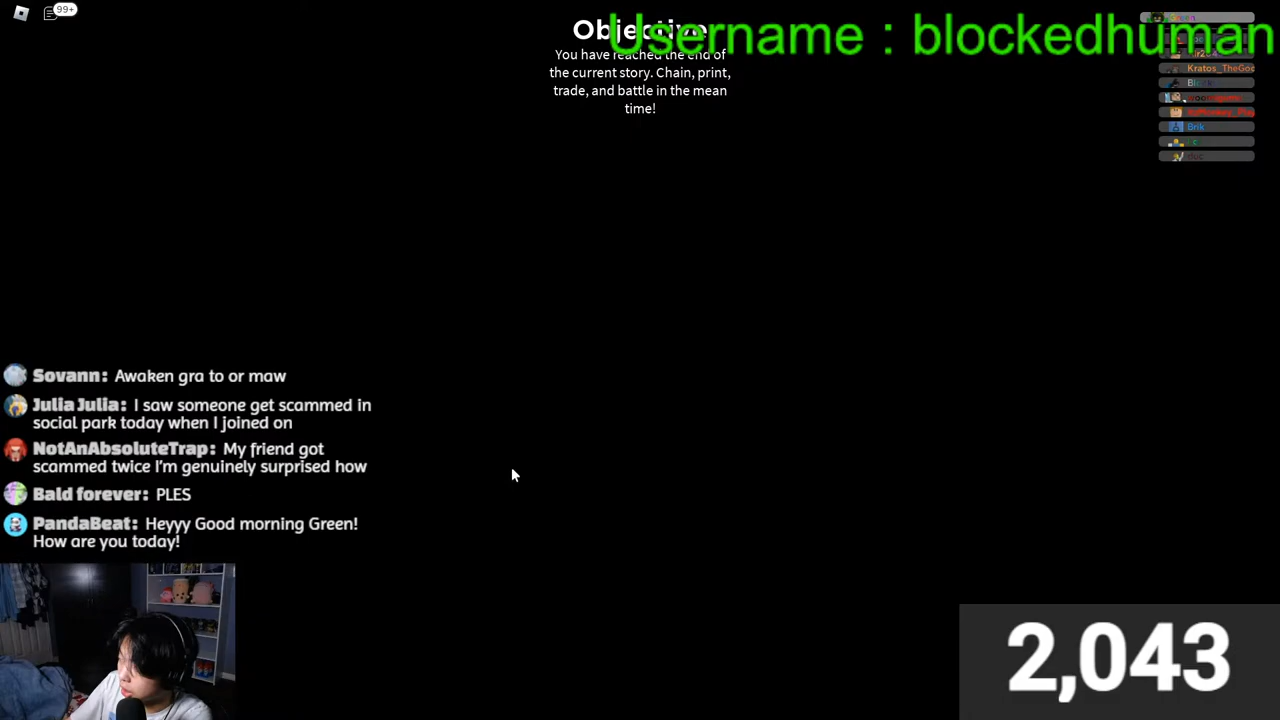 99+
Objective
Username : blockedhuman
You have reached the end of
the current story. Chain, print,
trade, and battle in the mean
time!
Kratos_TheGod
Brik
Sovann: Awaken gra to or maw
Julia Julia: I saw someone get scammed in
social park today when I joined on
NotAnAbsoluteTrap: My friend got
scammed twice I'm genuinely surprised how
Bald forever: PLES
PandaBeat: Heyyy Good morning Green!
How are you today!
2,043